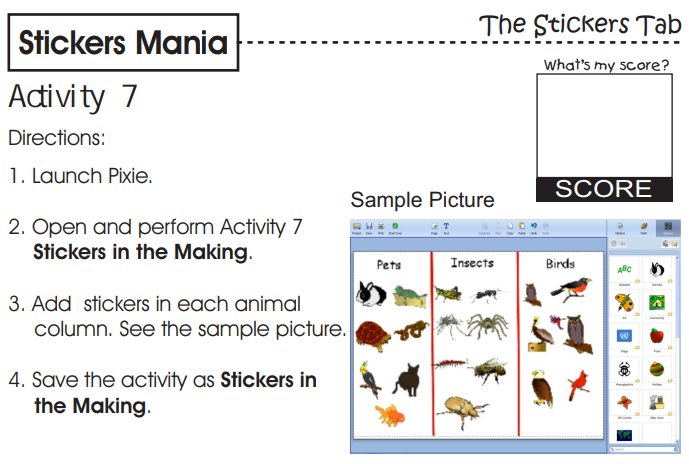 Stickers Mania
The Stickers Tab
What's my score?
SCORE
Activity 7
Directions:
1. Launch Pixie.
2. Open and perform Activity 7
Stickers in the Making.
3. Add stickers in each animal
column. See the sample picture.
4. Save the activity as Stickers in
the Making.
Sample Picture
Pets
Insects
Birds
ABC